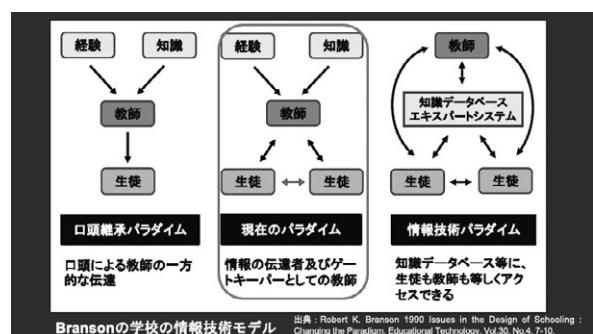 経験
知識
教師
生徒
口頭継承パラダイム
口頭による教師の一方
的な伝達
経験
知識
教師
生徒
生徒
現在のパラダイム
情報の伝達者及びゲー
トキーパーとしての教師
教師
知識データベース
エキスパートシステム
生徒
生徒
情報技術パラダイム
知識データベース等に、
生徒も教師も等しくアク
セスできる
Bransonの学校の情報技術モデル
出典:Robert K. Branson 1990 Issues in the Design of Schooling :
Changing the Paradigm. Educational Technology, Vol.30, No.4, 7-10.